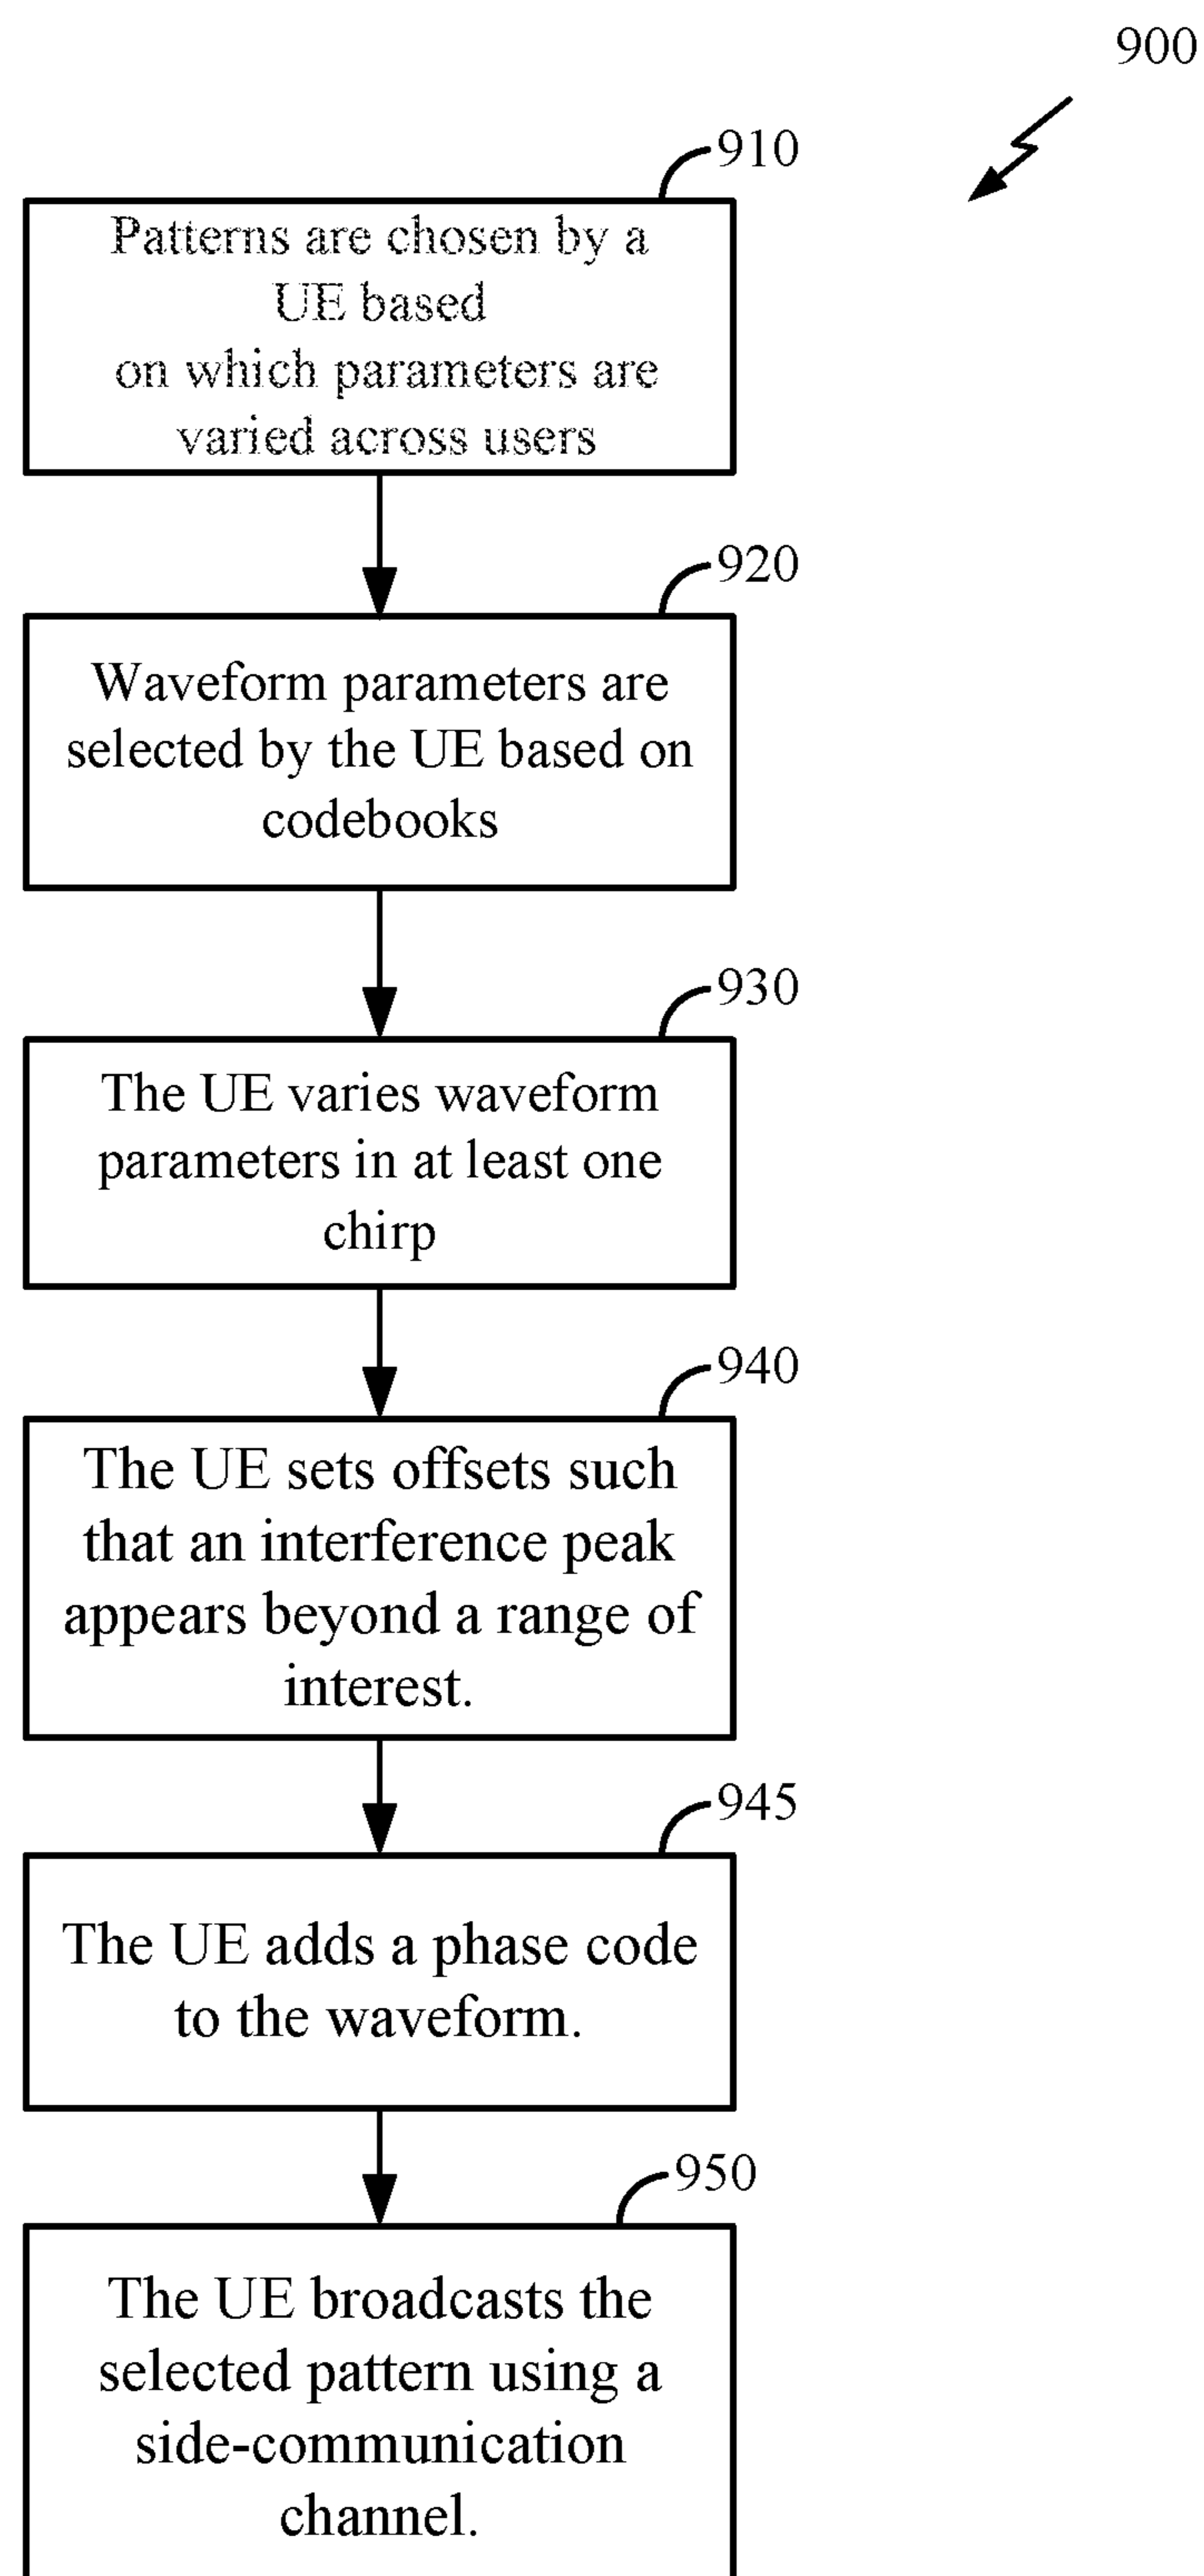 900
910
Patterns are chosen by a
UE based
on which parameters are
varied across users
920
Waveform parameters are
selected by the UE based on
codebooks
930
The UE varies waveform
parameters in at least one
chirp
940
The UE sets offsets such
that an interference peak
appears beyond a range of
interest.
945
The UE adds a phase code
to the waveform.
950
The UE broadcasts the
selected pattern using a
side-communication
channel.